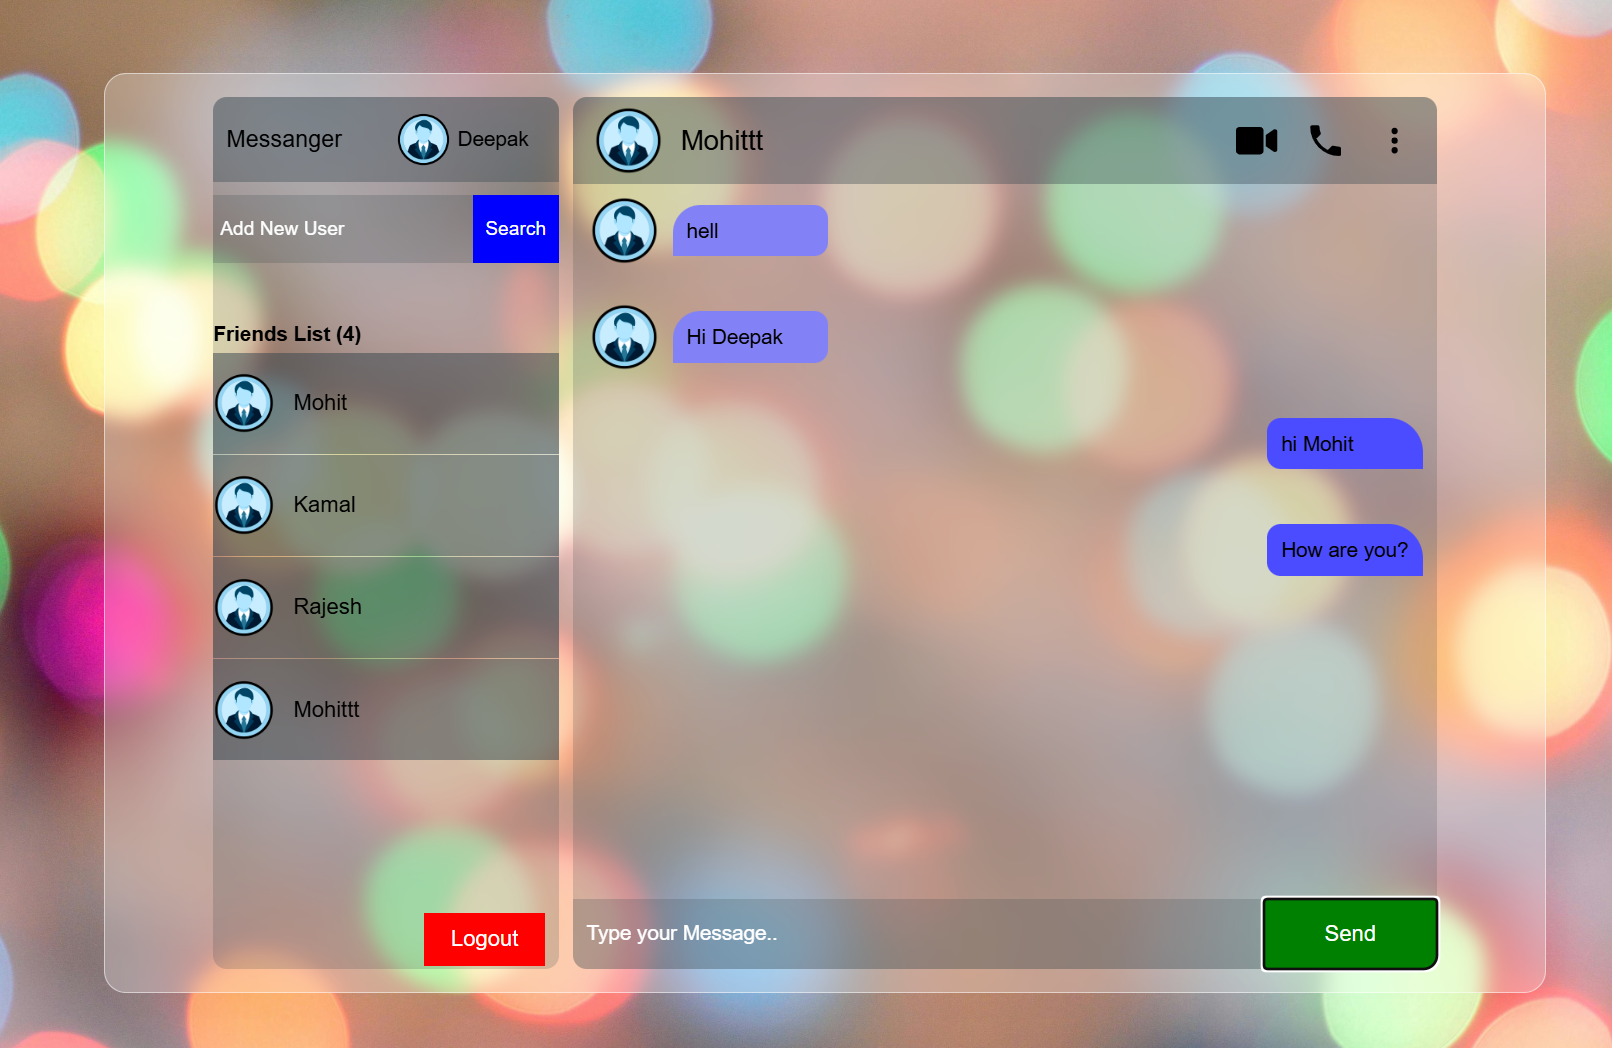 Messanger
Deepak
Add New User
Search
Friends List (4)
Mohit
Kamal
Rajesh
Mohittt
Logout
Mohittt
hell
Hi Deepak
hi Mohit
How are you?
Type your Message..
Send